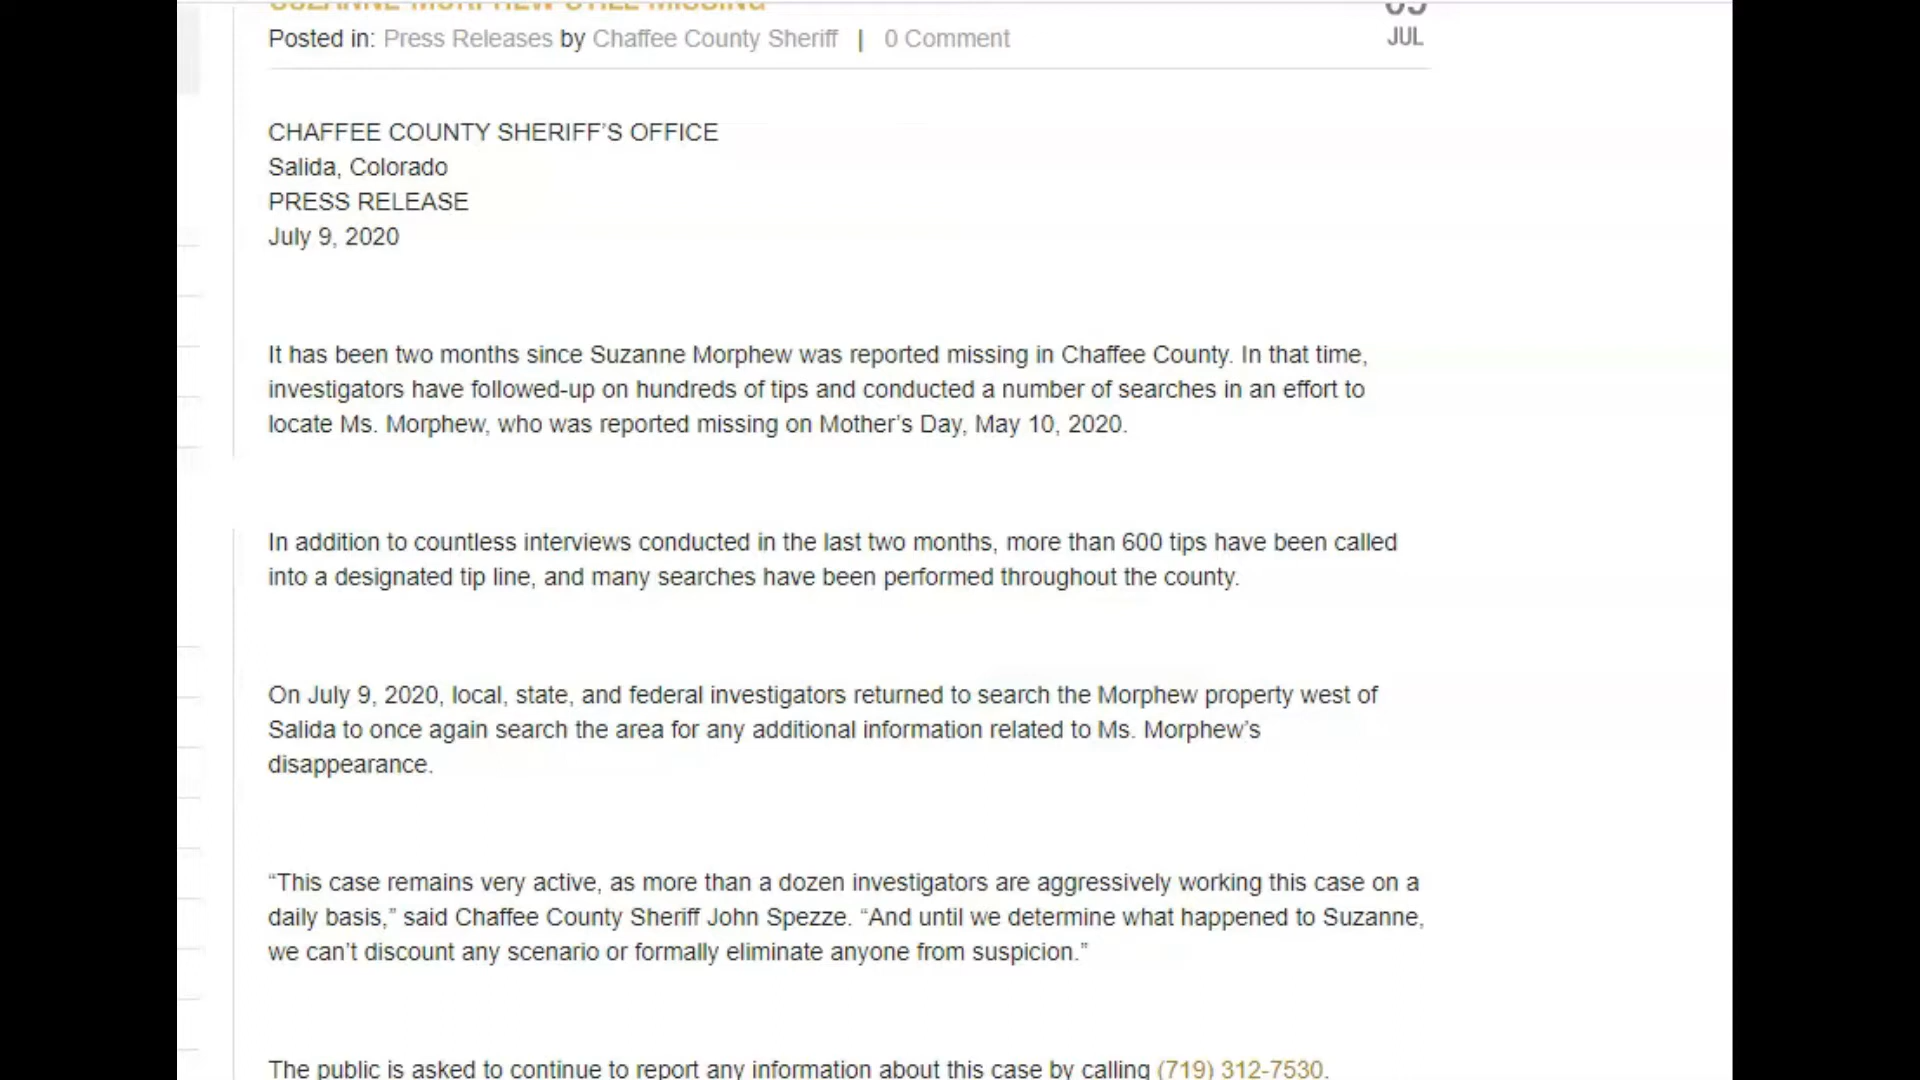 SUZANNE MORPHEW STILL MISSING
09
JUL
Posted in: Press Releases by Chaffee County Sheriff | 0 Comment
CHAFFEE COUNTY SHERIFF’S OFFICE
Salida, Colorado
PRESS RELEASE
July 9, 2020
It has been two months since Suzanne Morphew was reported missing in Chaffee County. In that time,
investigators have followed-up on hundreds of tips and conducted a number of searches in an effort to
locate Ms. Morphew, who was reported missing on Mother’s Day, May 10, 2020.
In addition to countless interviews conducted in the last two months, more than 600 tips have been called
into a designated tip line, and many searches have been performed throughout the county.
On July 9, 2020, local, state, and federal investigators returned to search the Morphew property west of
Salida to once again search the area for any additional information related to Ms. Morphew’s
disappearance.
“This case remains very active, as more than a dozen investigators are aggressively working this case on a
daily basis,” said Chaffee County Sheriff John Spezze. “And until we determine what happened to Suzanne,
we can’t discount any scenario or formally eliminate anyone from suspicion.”
The public is asked to continue to report any information about this case by calling (719) 312-7530.